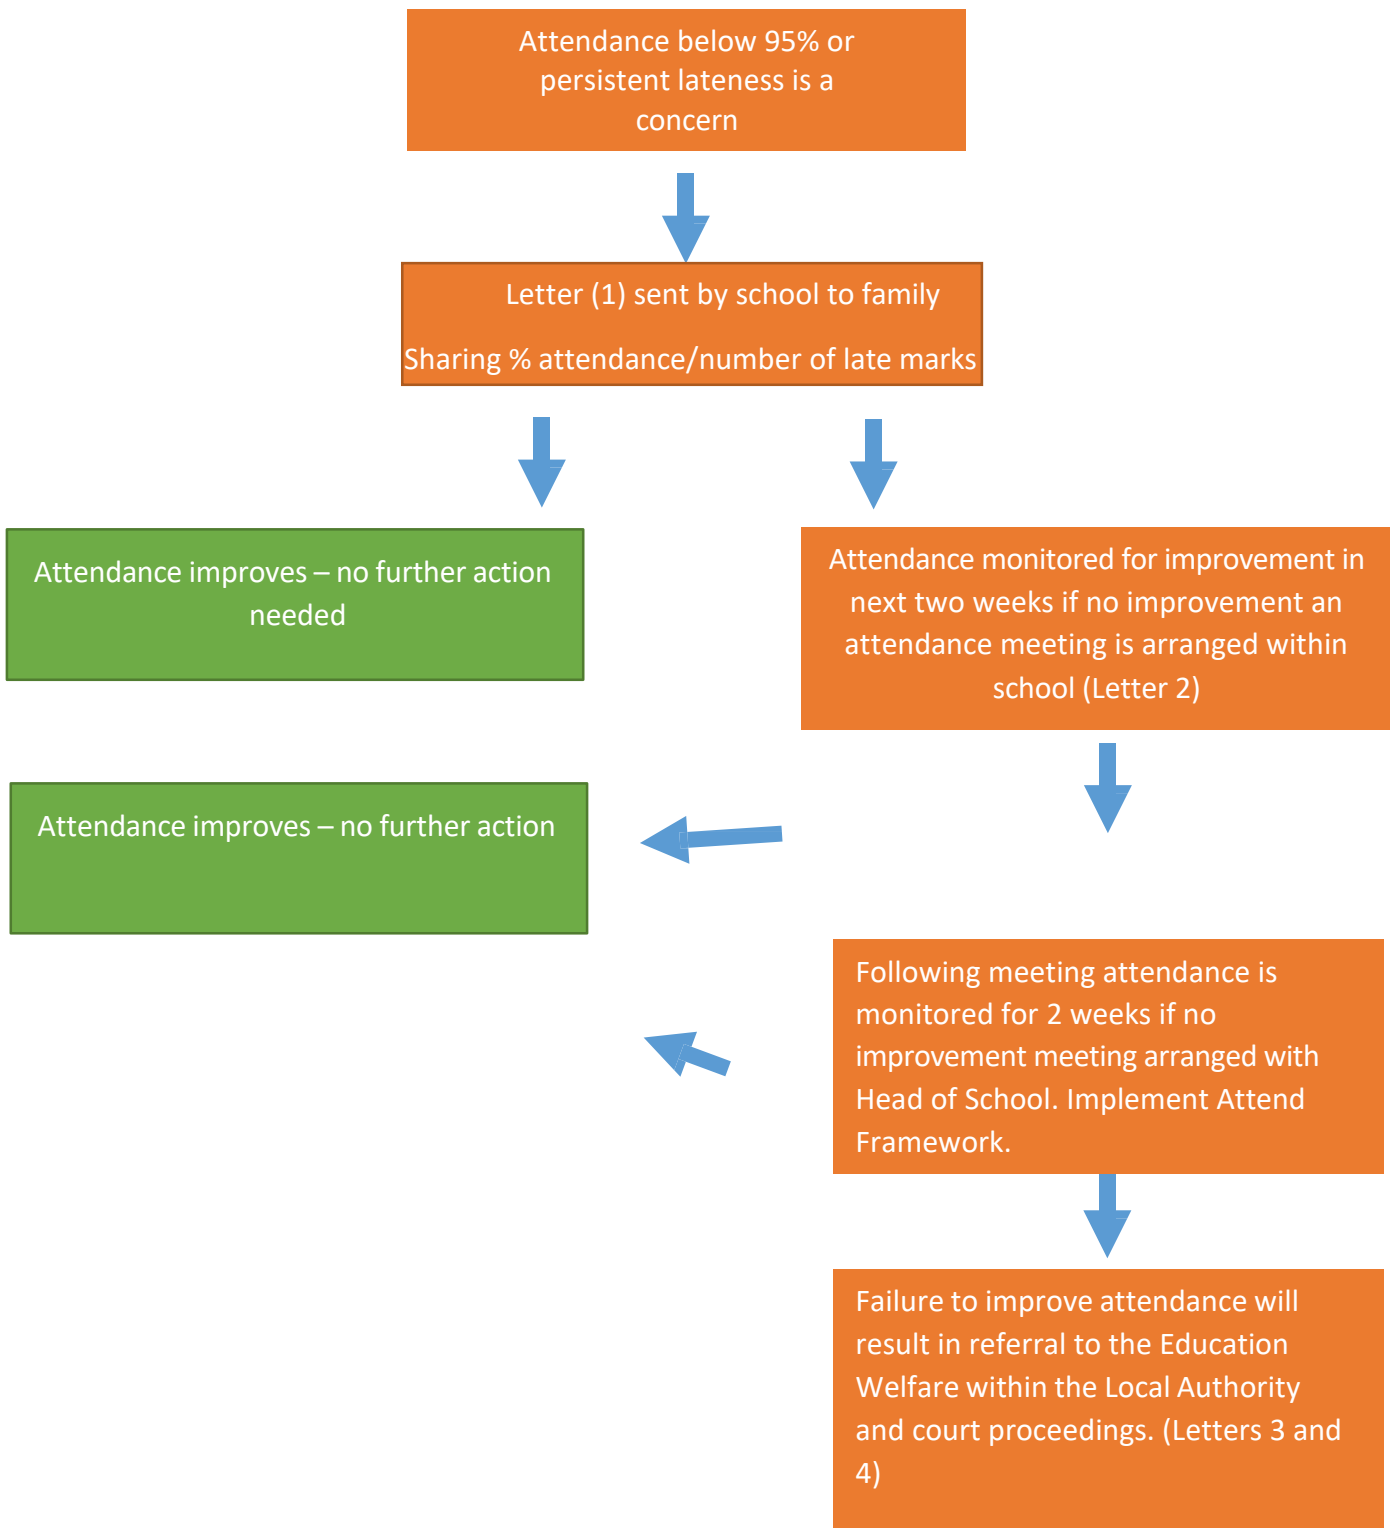 Attendance below 95% or
persistent lateness is a
concern
Letter (1) sent by school to family
Sharing % attendance/number of late marks
Attendance improves – no further action
needed
Attendance monitored for improvement in
next two weeks if no improvement an
attendance meeting is arranged within
school (Letter 2)
Attendance improves – no further action
Following meeting attendance is
monitored for 2 weeks if no
improvement meeting arranged with
Head of School. Implement Attend
Framework.
Failure to improve attendance will
result in referral to the Education
Welfare within the Local Authority
and court proceedings. (Letters 3 and
4)